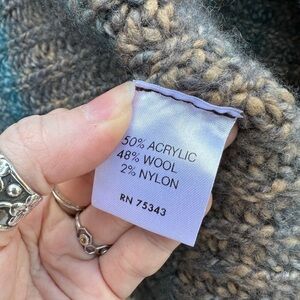 50% ACRYLIC
48% WOOL
2% NYLON
RN 75343